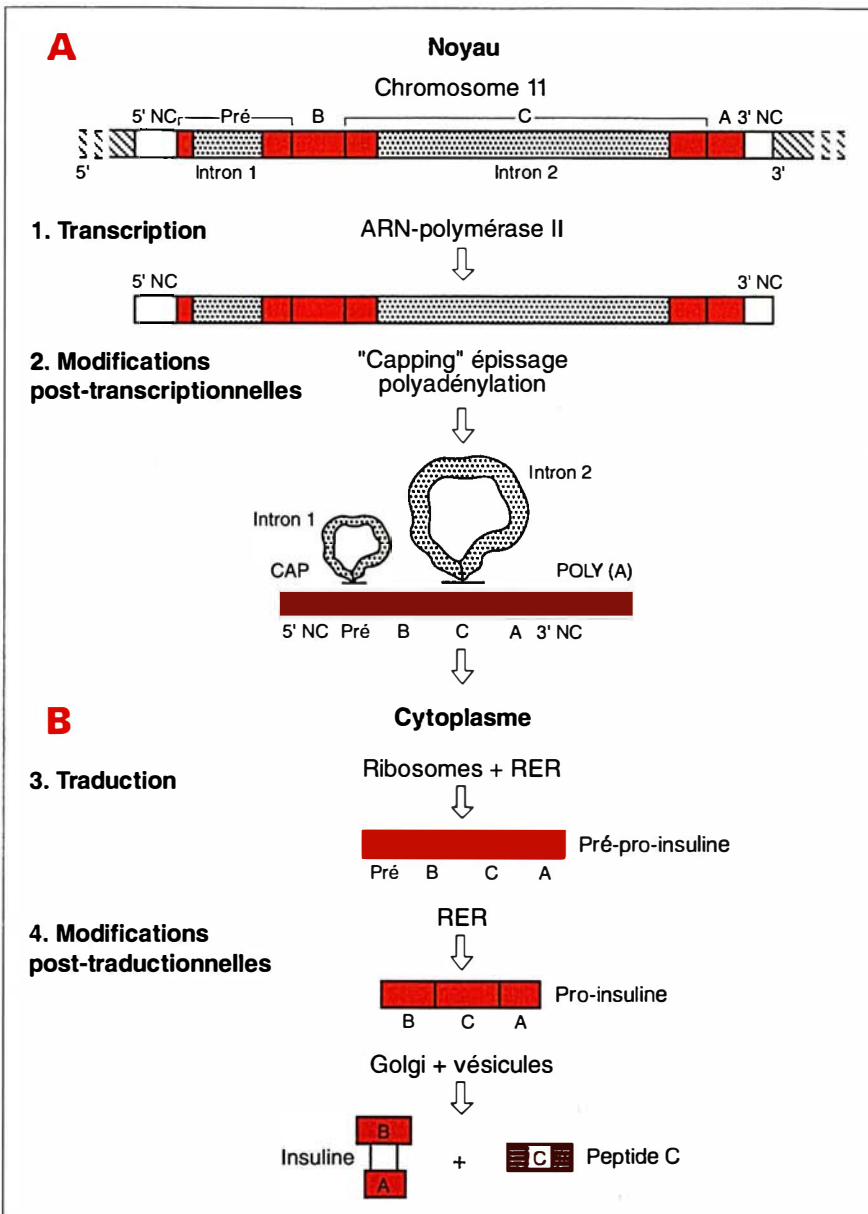 A
Noyau
Chromosome 11
5' NC Pré B C A 3' NC
5' Intron 1 Intron 2 3'
1. Transcription
ARN-polymérase II
5' NC 3' NC
2. Modifications
post-transcriptionnelles
"Capping" épissage
polyadénylation
Intron 2
Intron 1
CAP POLY (A)
5' NC Pré B C A 3' NC
B
Cytoplasme
3. Traduction
Ribosomes + RER
Pré-pro-insuline
Pré B C A
4. Modifications
post-traductionnelles
RER
Pro-insuline
B C A
Golgi + vésicules
B
Insuline + C Peptide C
A